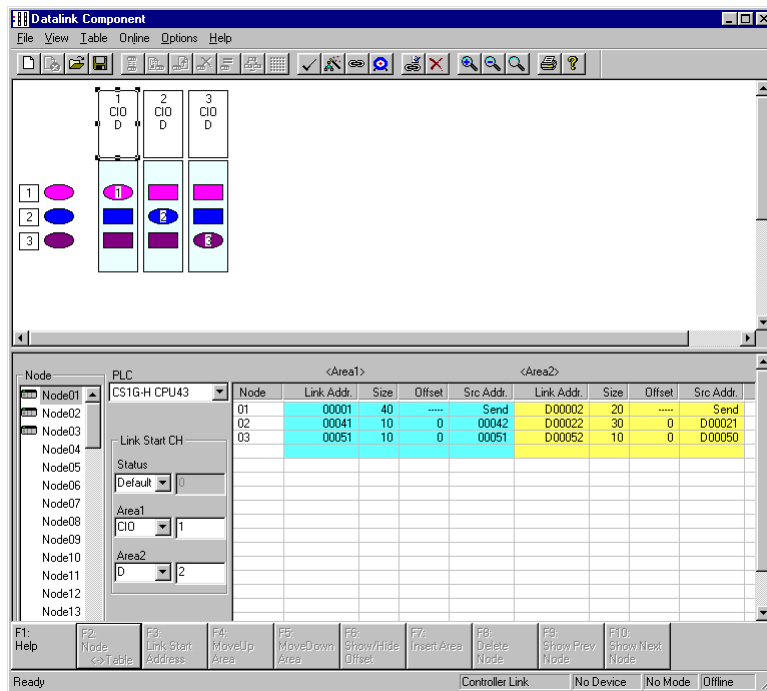 Datalink Component
File View Table Online Options Help
1 CIO D
2 CIO D
3 CIO D
1 1
2 2
3 3
<Area1> <Area2>
Node PLC
CS1G-H CPU43
Node Link Addr. Size Offset Src Addr. Link Addr. Size Offset Src Addr.
01 00001 40 ----- Send D00002 20 ----- Send
02 00041 10 0 00042 D00022 30 0 D00021
03 00051 10 0 00051 D00052 10 0 D00050
Node01
Node02
Node03
Node04
Node05
Node06
Node07
Node08
Node09
Node10
Node11
Node12
Node13
Link Start CH
Status
Default 0
Area1
CIO 1
Area2
D 2
F1: Help
F2: Node <->Table
F3: Link Start Address
F4: MoveUp Area
F5: MoveDown Area
F6: Show/Hide Offset
F7: Insert Area
F8: Delete Node
F9: Show Prev Node
F10: Show Next Node
Ready Controller Link No Device No Mode Offline